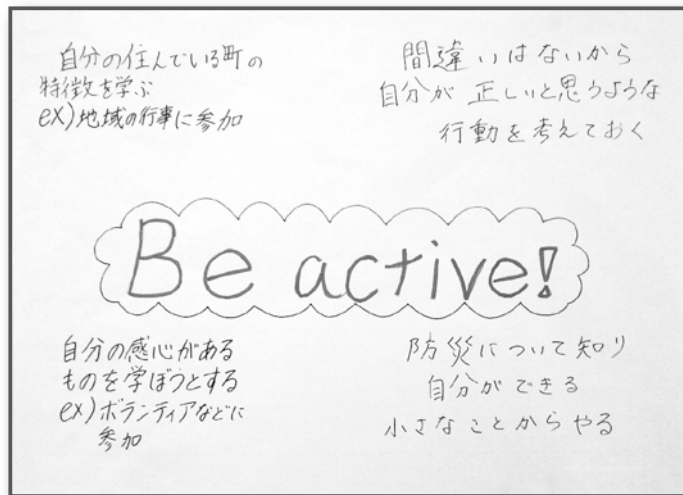 自分の住んでいる町の
特徴を学ぶ
ex)地域の行事に参加
間違いはないから
自分が正しいと思うような
行動を考えておく
Be active!
自分の感心がある
ものを学ぼうとする
ex)ボランティアなどに
参加
防災について知り
自分ができる
小さなことからやる